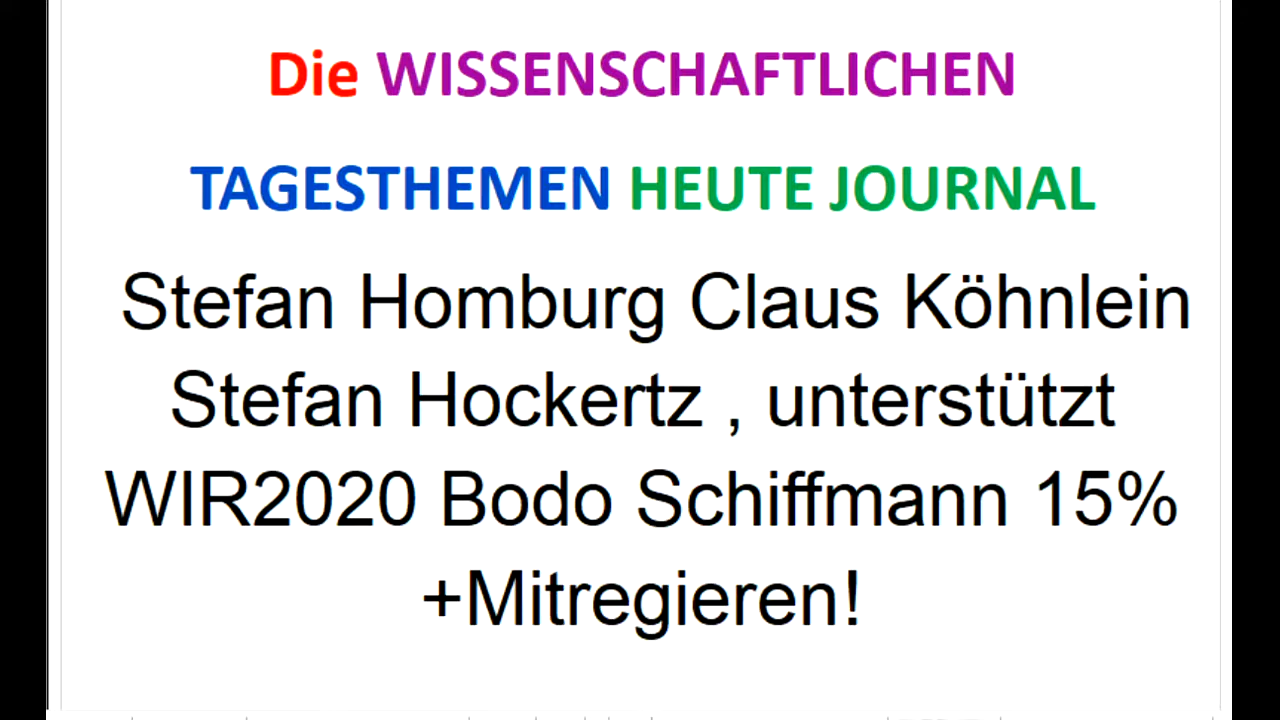 Die WISSENSCHAFTLICHEN
TAGESTHEMEN HEUTE JOURNAL
Stefan Homburg Claus Köhnlein
Stefan Hockertz , unterstützt
WIR2020 Bodo Schiffmann 15%
+Mitregieren!